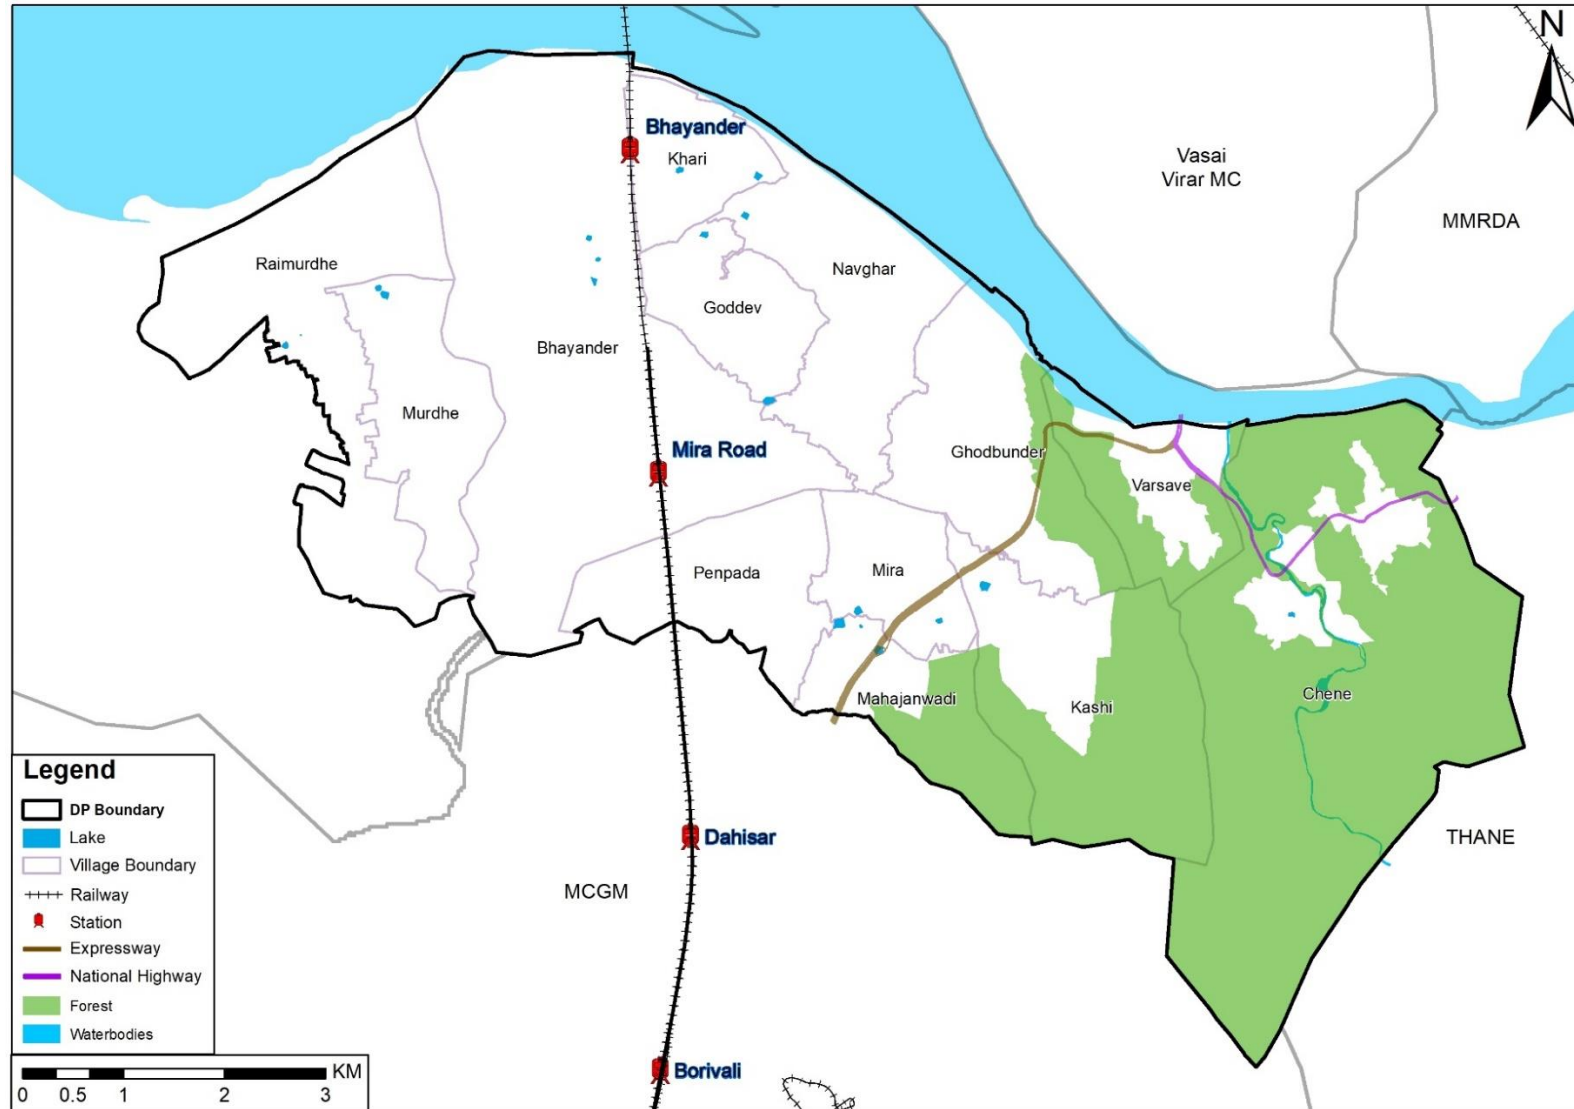 N
Bhayander
Khari
Vasai
Virar MC
MMRDA
Raimurdhe
Navghar
Goddev
Bhayander
Murdhe
Mira Road
Ghodbunder
Varsave
Penpada
Mira
Mahajanwadi
Kashi
Chene
Dahisar
THANE
MCGM
Borivali
Legend
DP Boundary
Lake
Village Boundary
Railway
Station
Expressway
National Highway
Forest
Waterbodies
KM
0 0.5 1 2 3